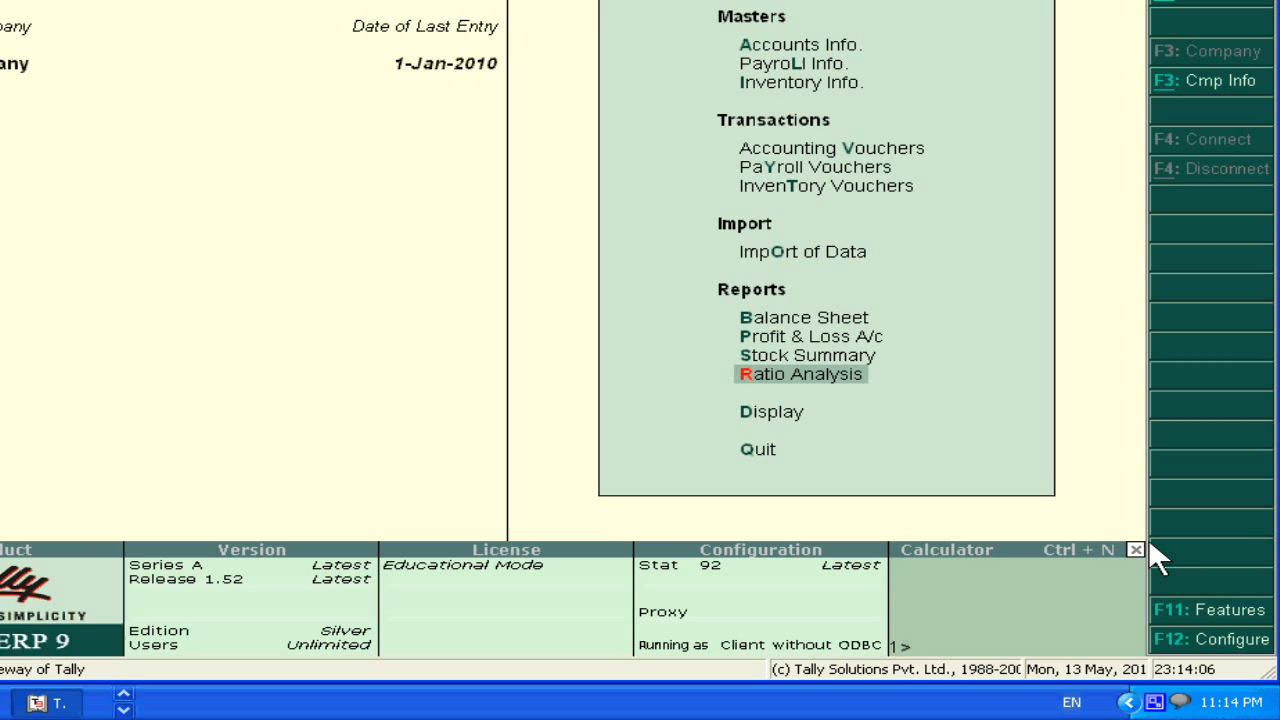 pany
Date of Last Entry
any
1-Jan-2010
Masters
Accounts Info.
PayroLl Info.
Inventory Info.
Transactions
Accounting Vouchers
PaYroll Vouchers
InvenTory Vouchers
Import
ImpOrt of Data
Reports
Balance Sheet
Profit & Loss A/c
Stock Summary
Ratio Analysis
Display
Quit
F3: Company
F3: Cmp Info
F4: Connect
F4: Disconnect
F11: Features
F12: Configure
duct
lly
SIMPLICITY
ERP 9
Version
Series A Latest
Release 1.52 Latest
Edition Silver
Users Unlimited
License
Educational Mode
Configuration
Stat 92 Latest
Proxy
Running as Client without ODBC
Calculator Ctrl + N
1 >
eway of Tally
(c) Tally Solutions Pvt. Ltd., 1988-200
Mon, 13 May, 201
23:14:06
T.
EN
11:14 PM